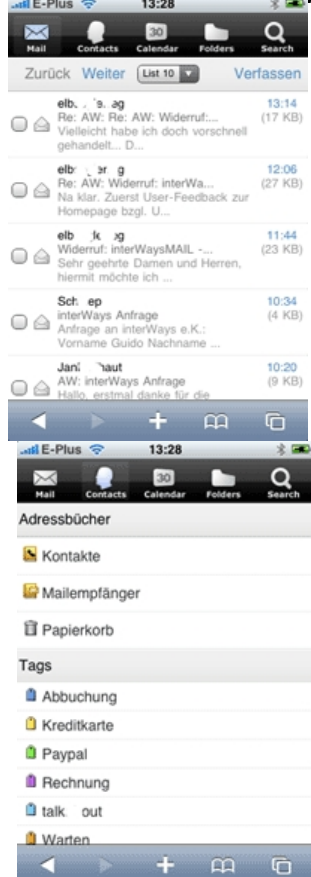 E-Plus 13:28
Mail Contacts 30 Calendar Folders Search
Zurück Weiter List 10 Verfassen
13:14
Re: AW: Re: AW: Widerruf:... (17 KB)
Vielleicht habe ich doch vorschnell
gehandelt... D...
12:06
Re: AW: Widerruf: interWa... (27 KB)
Na klar. Zuerst User-Feedback zur
Homepage bzgl. U...
11:44
Widerruf: interWaysMAIL -... (23 KB)
Sehr geehrte Damen und Herren,
hiermit möchte ich ...
10:34
interWays Anfrage (4 KB)
Anfrage an interWays e.K.:
Vorname Guido Nachname ...
10:20
AW: interWays Anfrage (9 KB)
Hallo, erstmal danke für die
E-Plus 13:28
Mail Contacts 30 Calendar Folders Search
Adressbücher
Kontakte
Mailempfänger
Papierkorb
Tags
Abbuchung
Kreditkarte
Paypal
Rechnung
talk out
Warten